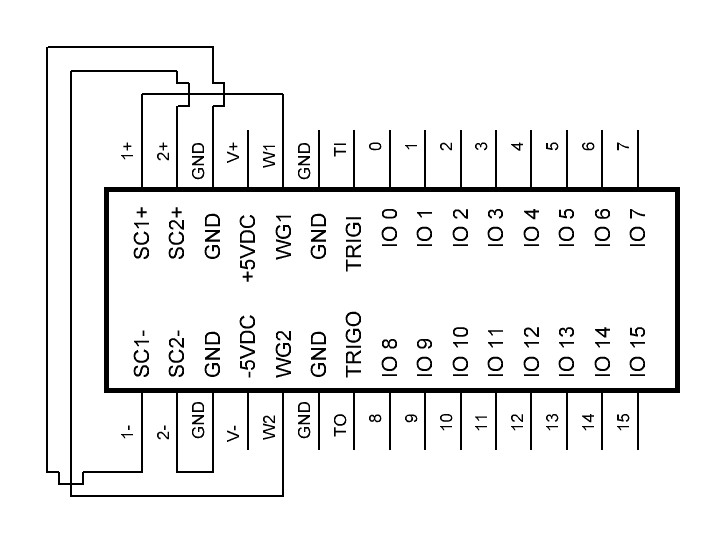 1+ 2+ GND V+ W1 GND TI 0 1 2 3 4 5 6 7
SC1+ SC2+ GND +5VDC WG1 GND TRIGI IO 0 IO 1 IO 2 IO 3 IO 4 IO 5 IO 6 IO 7
SC1- SC2- GND -5VDC WG2 GND TRIGO IO 8 IO 9 IO 10 IO 11 IO 12 IO 13 IO 14 IO 15
1- 2- GND V- W2 GND TO 8 9 10 11 12 13 14 15